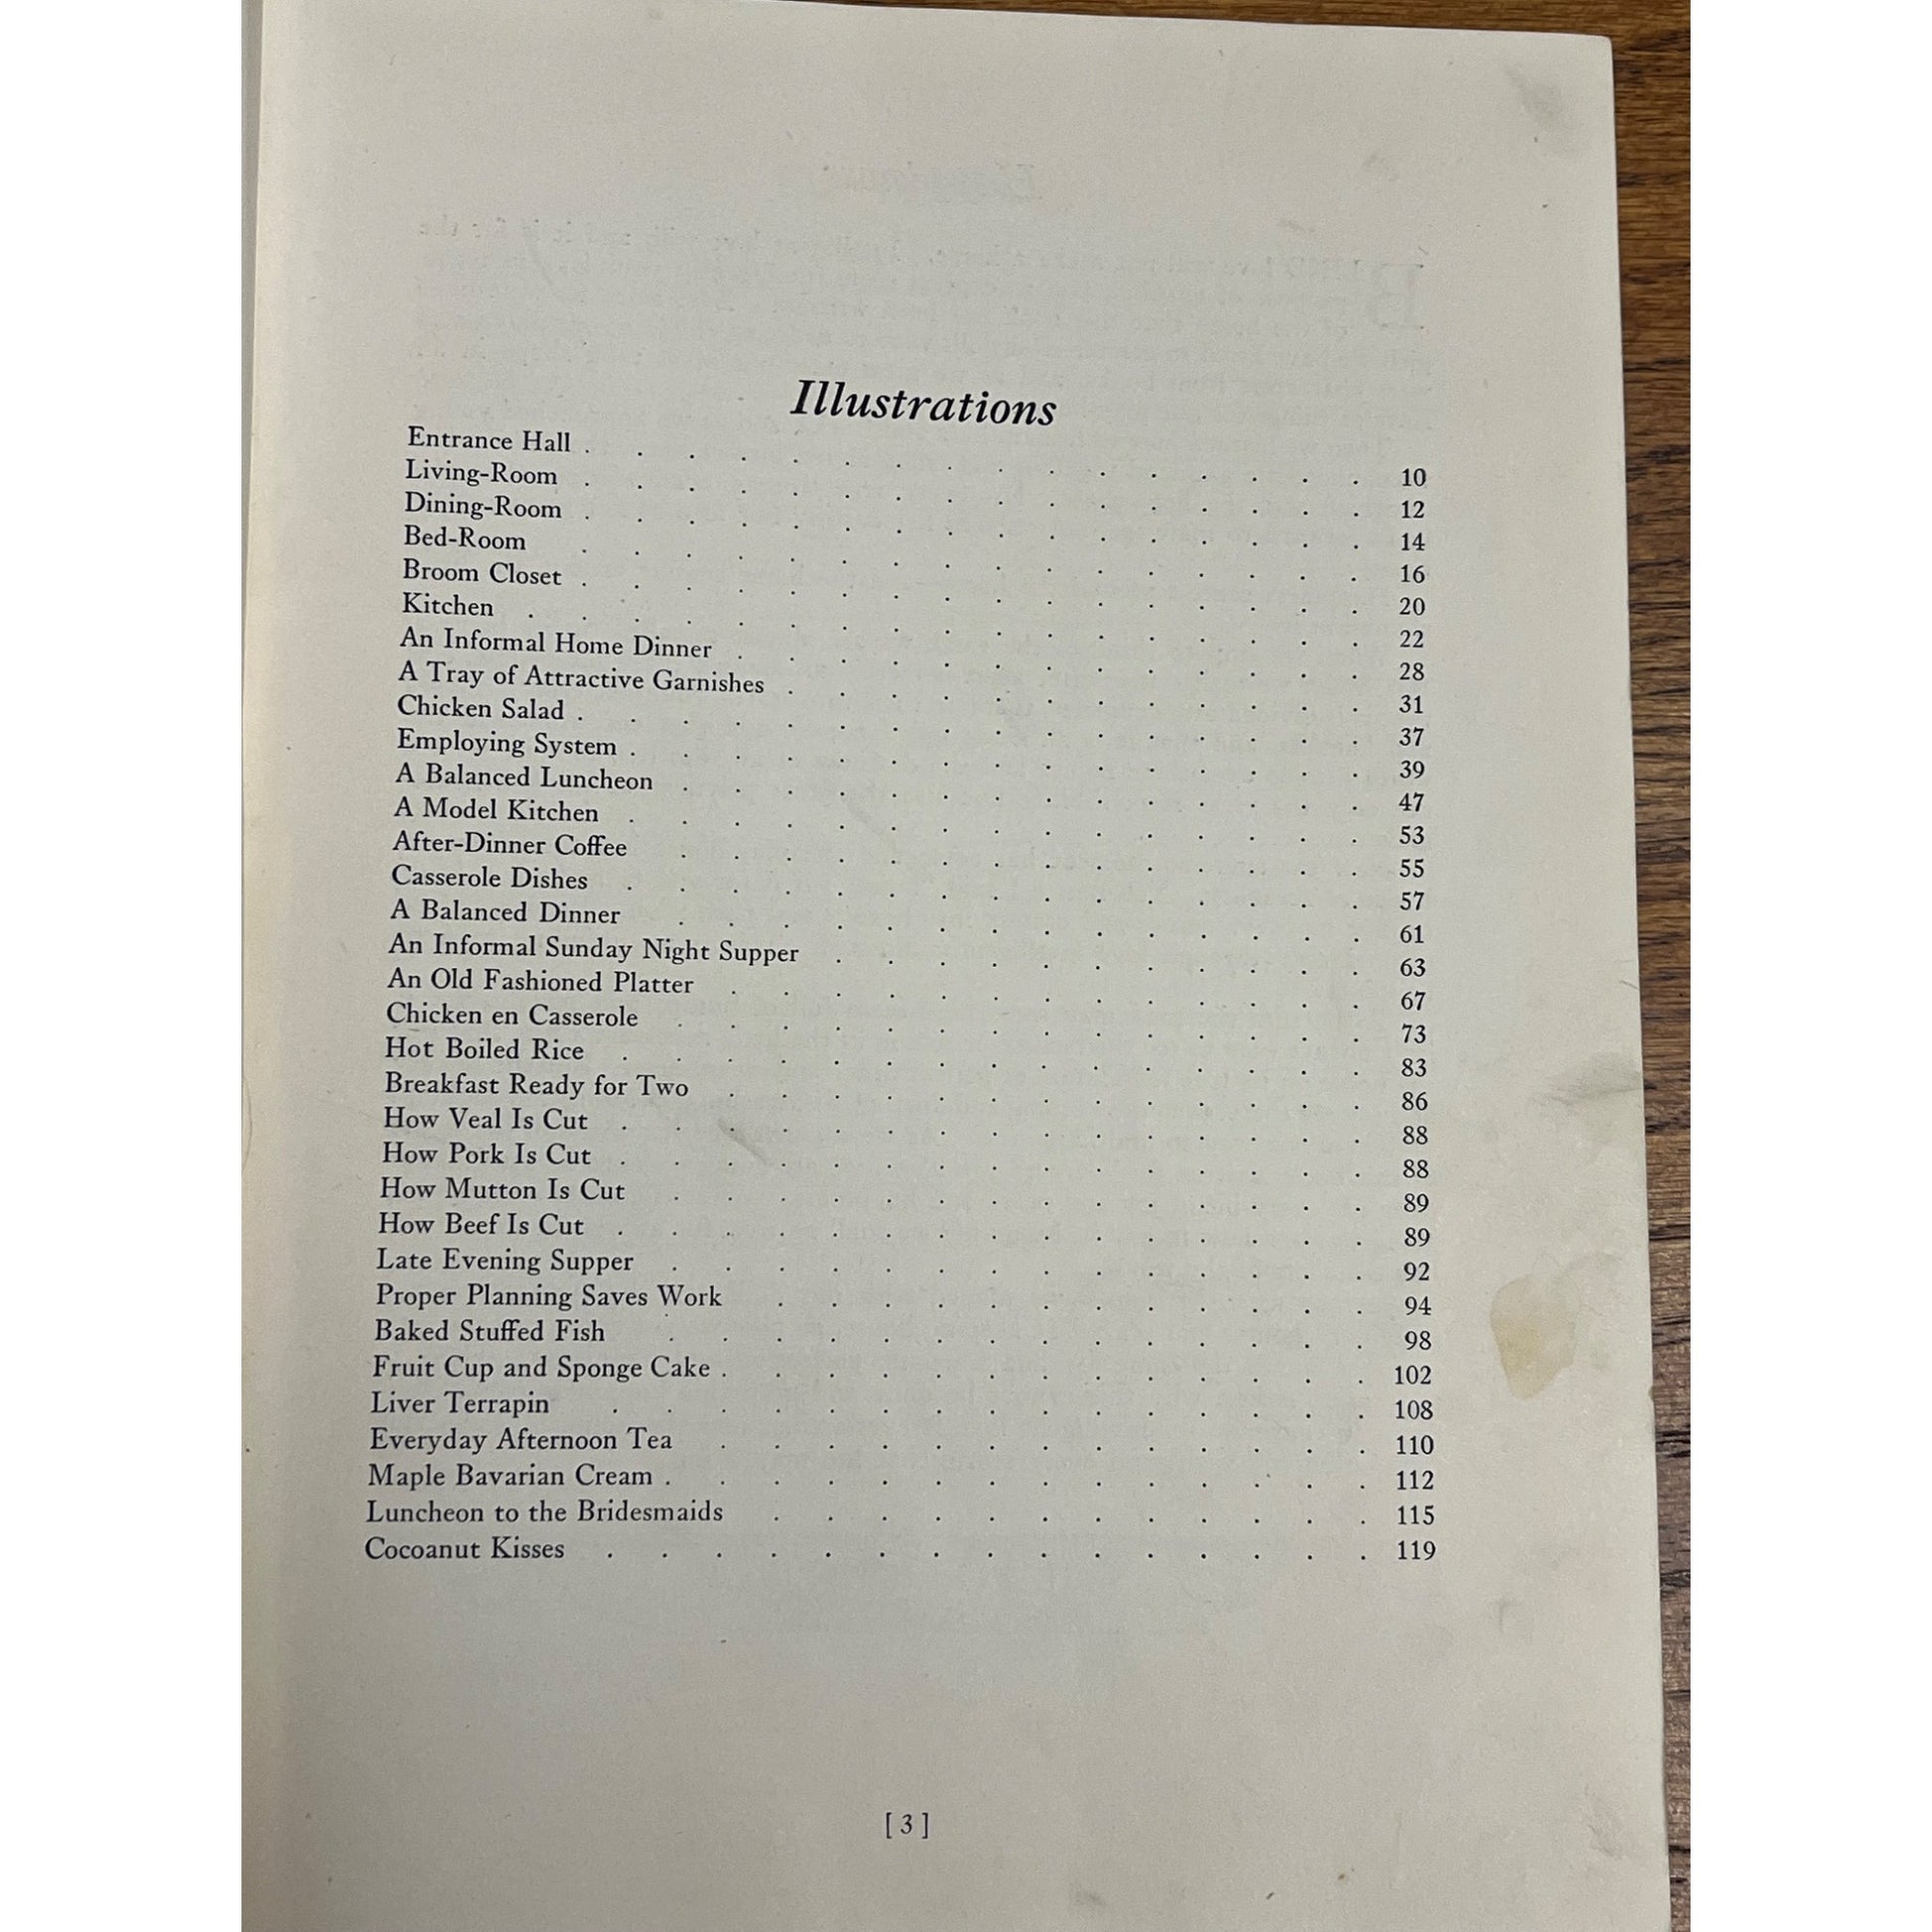 Illustrations
Entrance Hall . . . . . . . . . . . . . . . . 10
Living-Room . . . . . . . . . . . . . . . . 12
Dining-Room . . . . . . . . . . . . . . . . 14
Bed-Room . . . . . . . . . . . . . . . . 16
Broom Closet . . . . . . . . . . . . . . . . 20
Kitchen . . . . . . . . . . . . . . . . . 22
An Informal Home Dinner . . . . . . . . . . . . . 28
A Tray of Attractive Garnishes . . . . . . . . . . . . 31
Chicken Salad . . . . . . . . . . . . . . . . 37
Employing System . . . . . . . . . . . . . . . 39
A Balanced Luncheon . . . . . . . . . . . . . . 47
A Model Kitchen . . . . . . . . . . . . . . . 53
After-Dinner Coffee . . . . . . . . . . . . . . 55
Casserole Dishes . . . . . . . . . . . . . . . 57
A Balanced Dinner . . . . . . . . . . . . . . 61
An Informal Sunday Night Supper . . . . . . . . . . . 63
An Old Fashioned Platter . . . . . . . . . . . . . 67
Chicken en Casserole . . . . . . . . . . . . . . 73
Hot Boiled Rice . . . . . . . . . . . . . . . 83
Breakfast Ready for Two . . . . . . . . . . . . . 86
How Veal Is Cut . . . . . . . . . . . . . . . 88
How Pork Is Cut . . . . . . . . . . . . . . . 88
How Mutton Is Cut . . . . . . . . . . . . . . 89
How Beef Is Cut . . . . . . . . . . . . . . . 89
Late Evening Supper . . . . . . . . . . . . . . 92
Proper Planning Saves Work . . . . . . . . . . . . 94
Baked Stuffed Fish . . . . . . . . . . . . . . 98
Fruit Cup and Sponge Cake . . . . . . . . . . . . . 102
Liver Terrapin . . . . . . . . . . . . . . . 108
Everyday Afternoon Tea . . . . . . . . . . . . . 110
Maple Bavarian Cream . . . . . . . . . . . . . . 112
Luncheon to the Bridesmaids . . . . . . . . . . . . 115
Cocoanut Kisses . . . . . . . . . . . . . . . 119
[ 3 ]